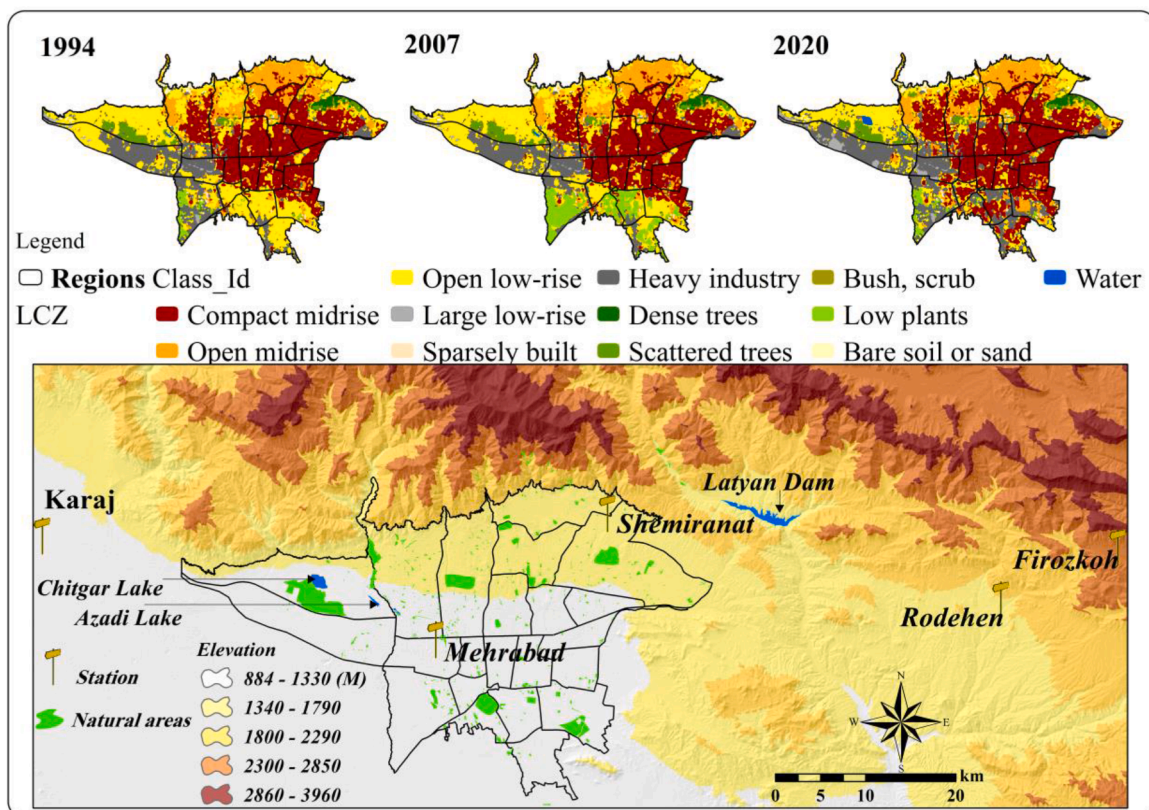 1994
2007
2020
Legend
Regions Class_Id
Open low-rise
Heavy industry
Bush, scrub
Water
LCZ
Compact midrise
Large low-rise
Dense trees
Low plants
Open midrise
Sparsely built
Scattered trees
Bare soil or sand
Karaj
Latyan Dam
Shemiranat
Firozkoh
Chitgar Lake
Azadi Lake
Rodehen
Mehrabad
Elevation
Station
884 - 1330 (M)
Natural areas
1340 - 1790
1800 - 2290
2300 - 2850
2860 - 3960
N
W
E
S
km
0
10
20